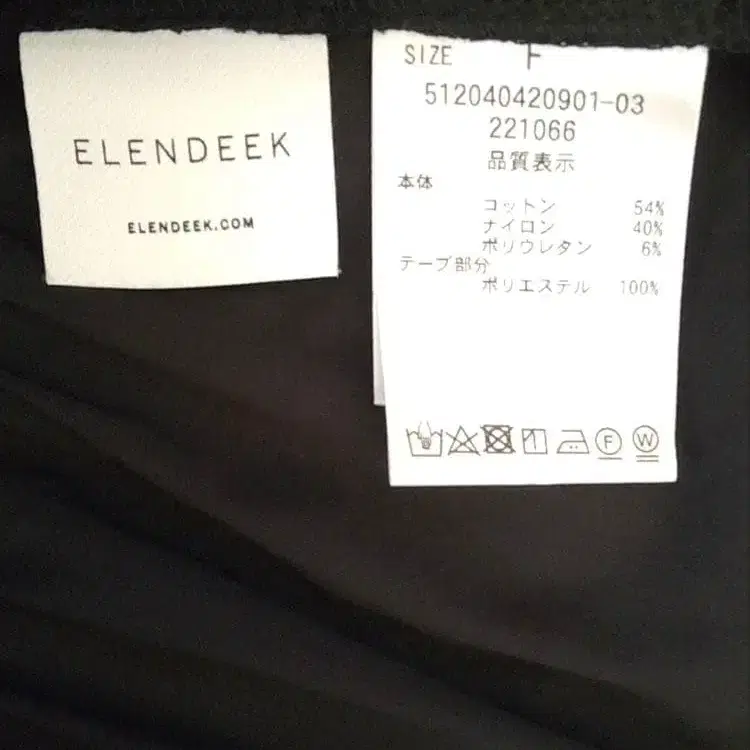 ELENDEEK
ELENDEEK.COM
SIZE F
512040420901-03
221066
品質表示
本体
コットン 54%
ナイロン 40%
ポリウレタン 6%
テープ部分
ポリエステル 100%
F W